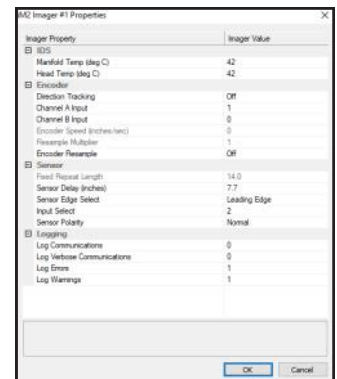 iM2 Imager #1 Properties
Imager Property Imager Value
IDS
Manifold Temp (deg C) 42
Head Temp (deg C) 42
Encoder
Direction Tracking Off
Channel A Input 1
Channel B Input 0
Encoder Speed (inches/sec) 0
Resample Multiplier 1
Encoder Resample Off
Sensor
Fixed Repeat Length 14.0
Sensor Delay (inches) 7.7
Sensor Edge Select Leading Edge
Input Select 2
Sensor Polarity Normal
Logging
Log Communications 0
Log Verbose Communications 0
Log Errors 1
Log Warnings 1
OK Cancel